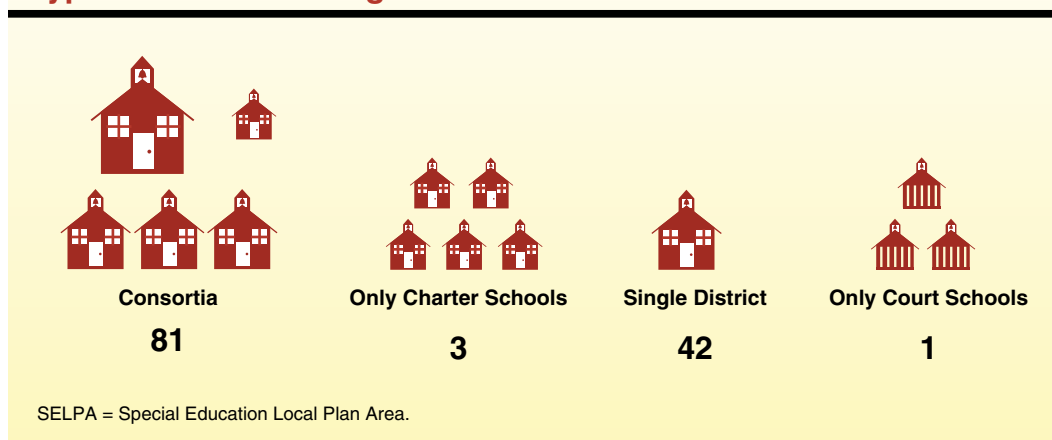 Consortia
Only Charter Schools
Single District
Only Court Schools
81
3
42
1
SELPA = Special Education Local Plan Area.